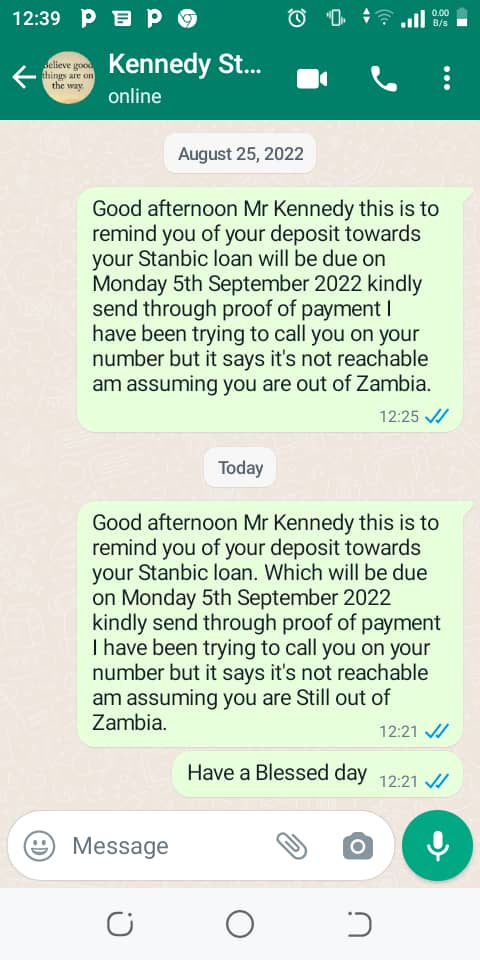 12:39
0.00
B/s
Believe good
things are on
the way.
Kennedy St...
online
August 25, 2022
Good afternoon Mr Kennedy this is to
remind you of your deposit towards
your Stanbic loan will be due on
Monday 5th September 2022 kindly
send through proof of payment I
have been trying to call you on your
number but it says it's not reachable
am assuming you are out of Zambia.
12:25
Today
Good afternoon Mr Kennedy this is to
remind you of your deposit towards
your Stanbic loan. Which will be due
on Monday 5th September 2022
kindly send through proof of payment
I have been trying to call you on your
number but it says it's not reachable
am assuming you are Still out of
Zambia.
12:21
Have a Blessed day 12:21
Message